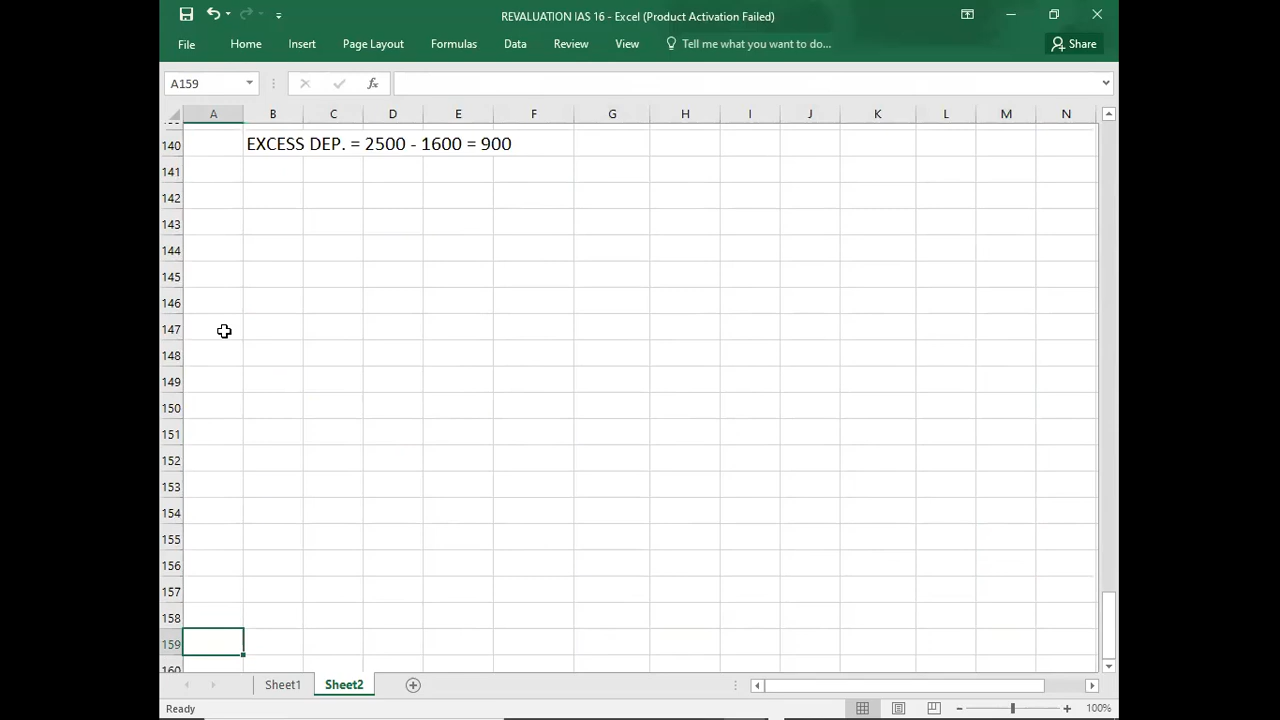 REVALUATION IAS 16 - Excel (Product Activation Failed)
File Home Insert Page Layout Formulas Data Review View Tell me what you want to do... Share
A159 fx
A B C D E F G H I J K L M N
140 EXCESS DEP. = 2500 - 1600 = 900
141
142
143
144
145
146
147
148
149
150
151
152
153
154
155
156
157
158
159
160
Sheet1 Sheet2
Ready 100%